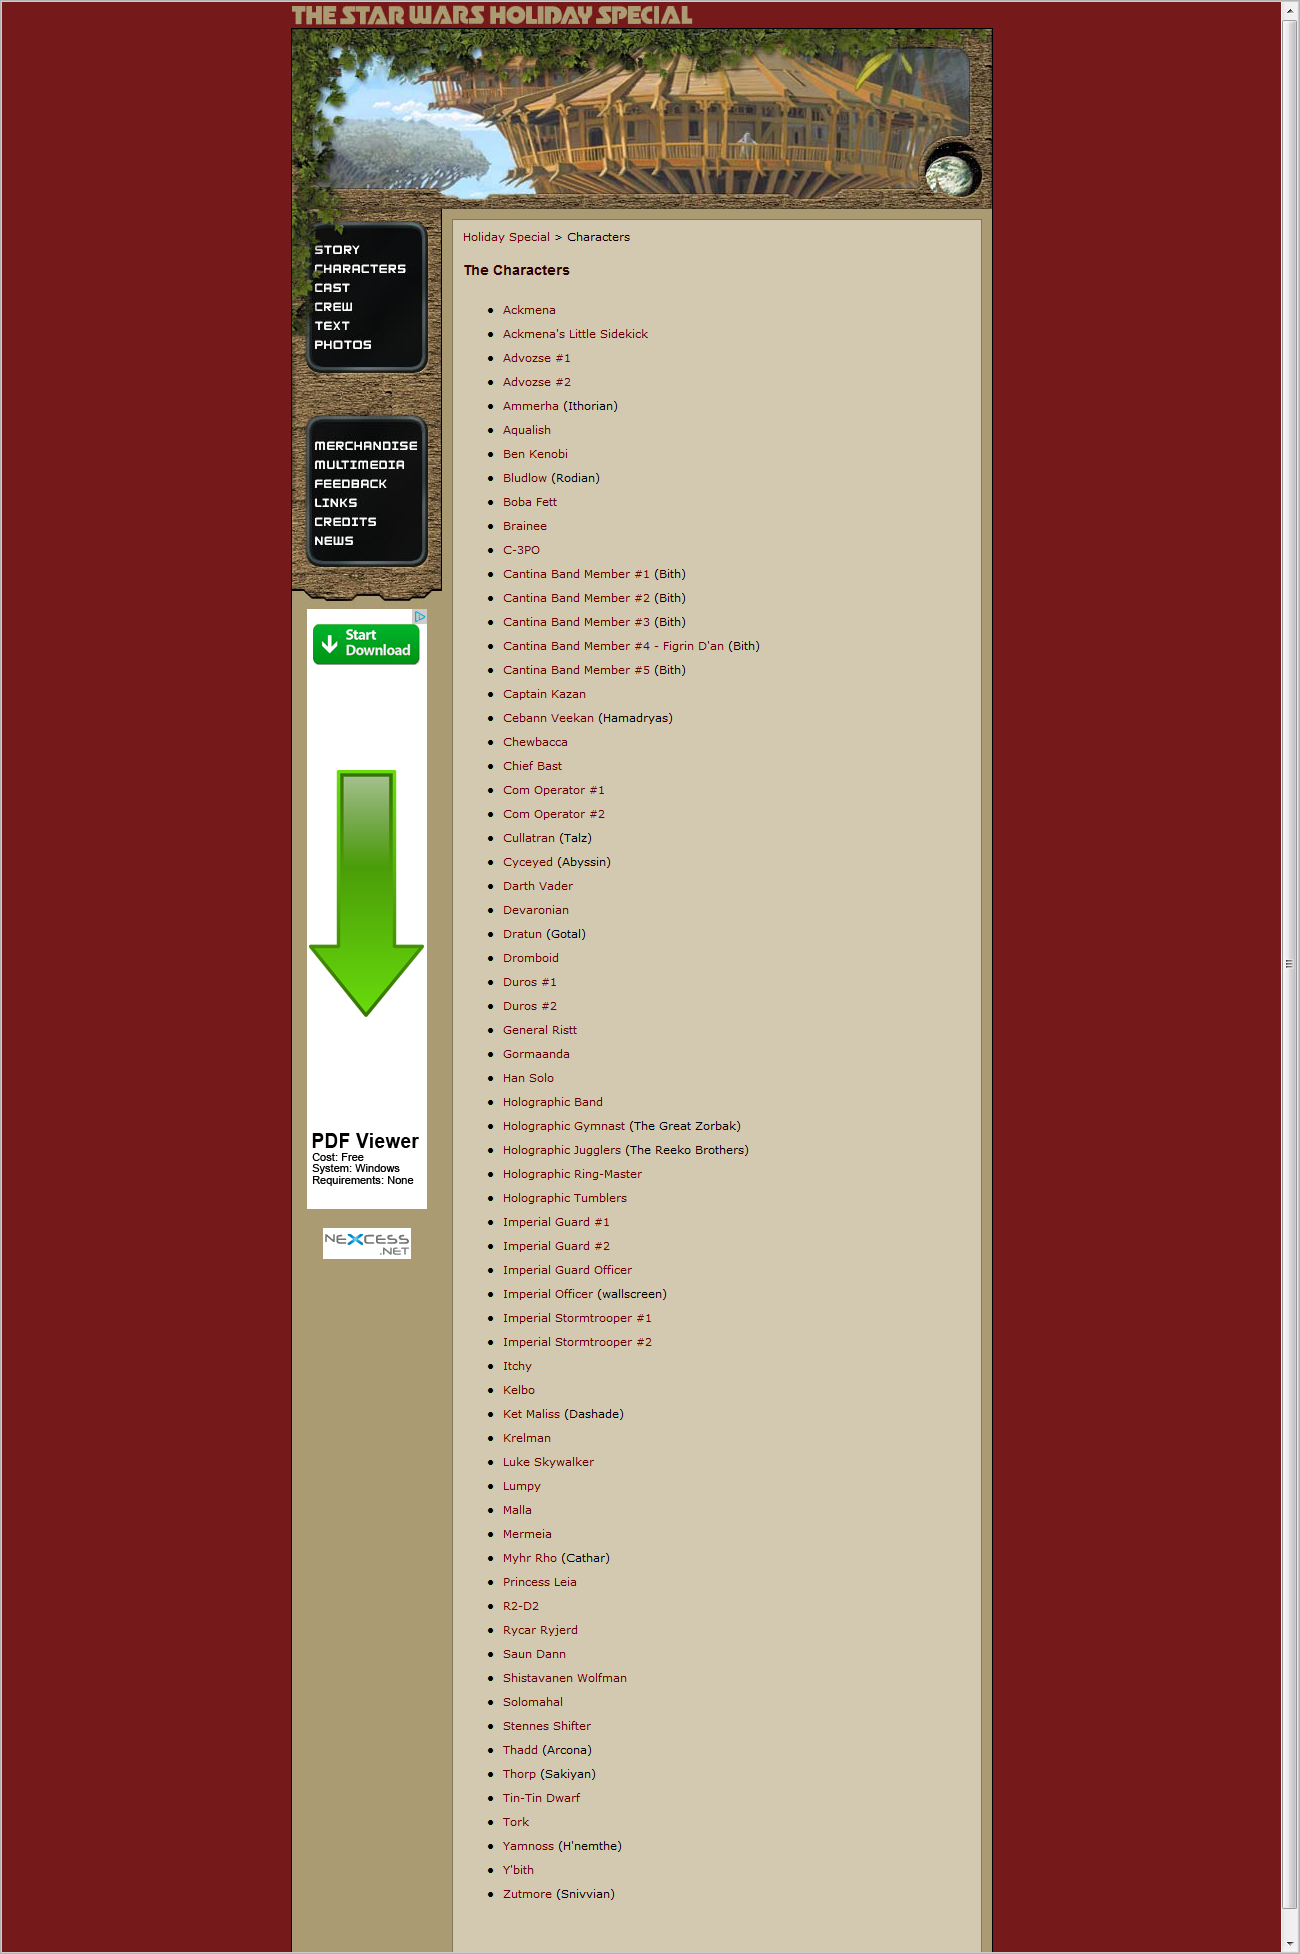 THE STAR WARS HOLIDAY SPECIAL
STORY
CHARACTERS
CAST
CREW
TEXT
PHOTOS
MERCHANDISE
MULTIMEDIA
FEEDBACK
LINKS
CREDITS
NEWS
Start
Download
PDF Viewer
Cost: Free
System: Windows
Requirements: None
NEXCESS
.NET
Holiday Special > Characters
The Characters
Ackmena
Ackmena's Little Sidekick
Advozse #1
Advozse #2
Ammerha (Ithorian)
Aqualish
Ben Kenobi
Bludlow (Rodian)
Boba Fett
Brainee
C-3PO
Cantina Band Member #1 (Bith)
Cantina Band Member #2 (Bith)
Cantina Band Member #3 (Bith)
Cantina Band Member #4 - Figrin D'an (Bith)
Cantina Band Member #5 (Bith)
Captain Kazan
Cebann Veekan (Hamadryas)
Chewbacca
Chief Bast
Com Operator #1
Com Operator #2
Cullatran (Talz)
Cyceyed (Abyssin)
Darth Vader
Devaronian
Dratun (Gotal)
Dromboid
Duros #1
Duros #2
General Ristt
Gormaanda
Han Solo
Holographic Band
Holographic Gymnast (The Great Zorbak)
Holographic Jugglers (The Reeko Brothers)
Holographic Ring-Master
Holographic Tumblers
Imperial Guard #1
Imperial Guard #2
Imperial Guard Officer
Imperial Officer (wallscreen)
Imperial Stormtrooper #1
Imperial Stormtrooper #2
Itchy
Kelbo
Ket Maliss (Dashade)
Krelman
Luke Skywalker
Lumpy
Malla
Mermeia
Myhr Rho (Cathar)
Princess Leia
R2-D2
Rycar Ryjerd
Saun Dann
Shistavanen Wolfman
Solomahal
Stennes Shifter
Thadd (Arcona)
Thorp (Sakiyan)
Tin-Tin Dwarf
Tork
Yamnoss (H'nemthe)
Y'bith
Zutmore (Snivvian)